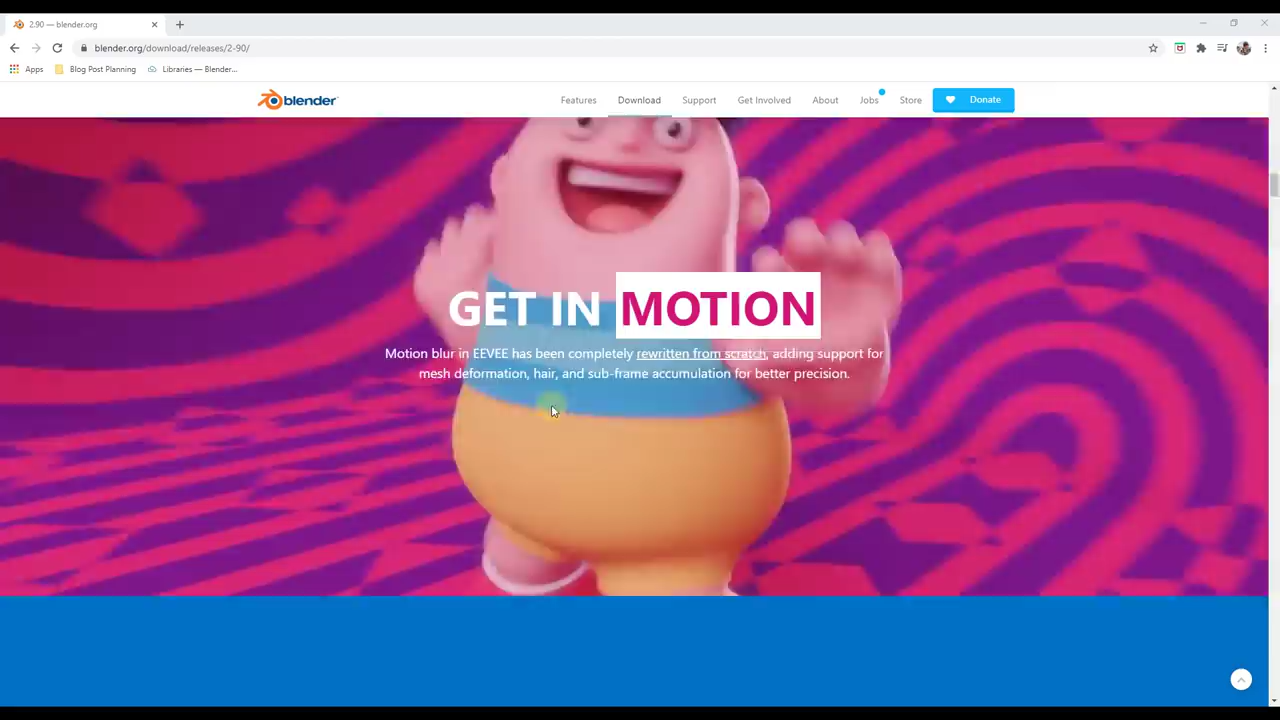 2.90 — blender.org
blender.org/download/releases/2-90/
Apps Blog Post Planning Libraries — Blender...
blender Features Download Support Get Involved About Jobs Store Donate
GET IN MOTION
Motion blur in EEVEE has been completely rewritten from scratch, adding support for
mesh deformation, hair, and sub-frame accumulation for better precision.